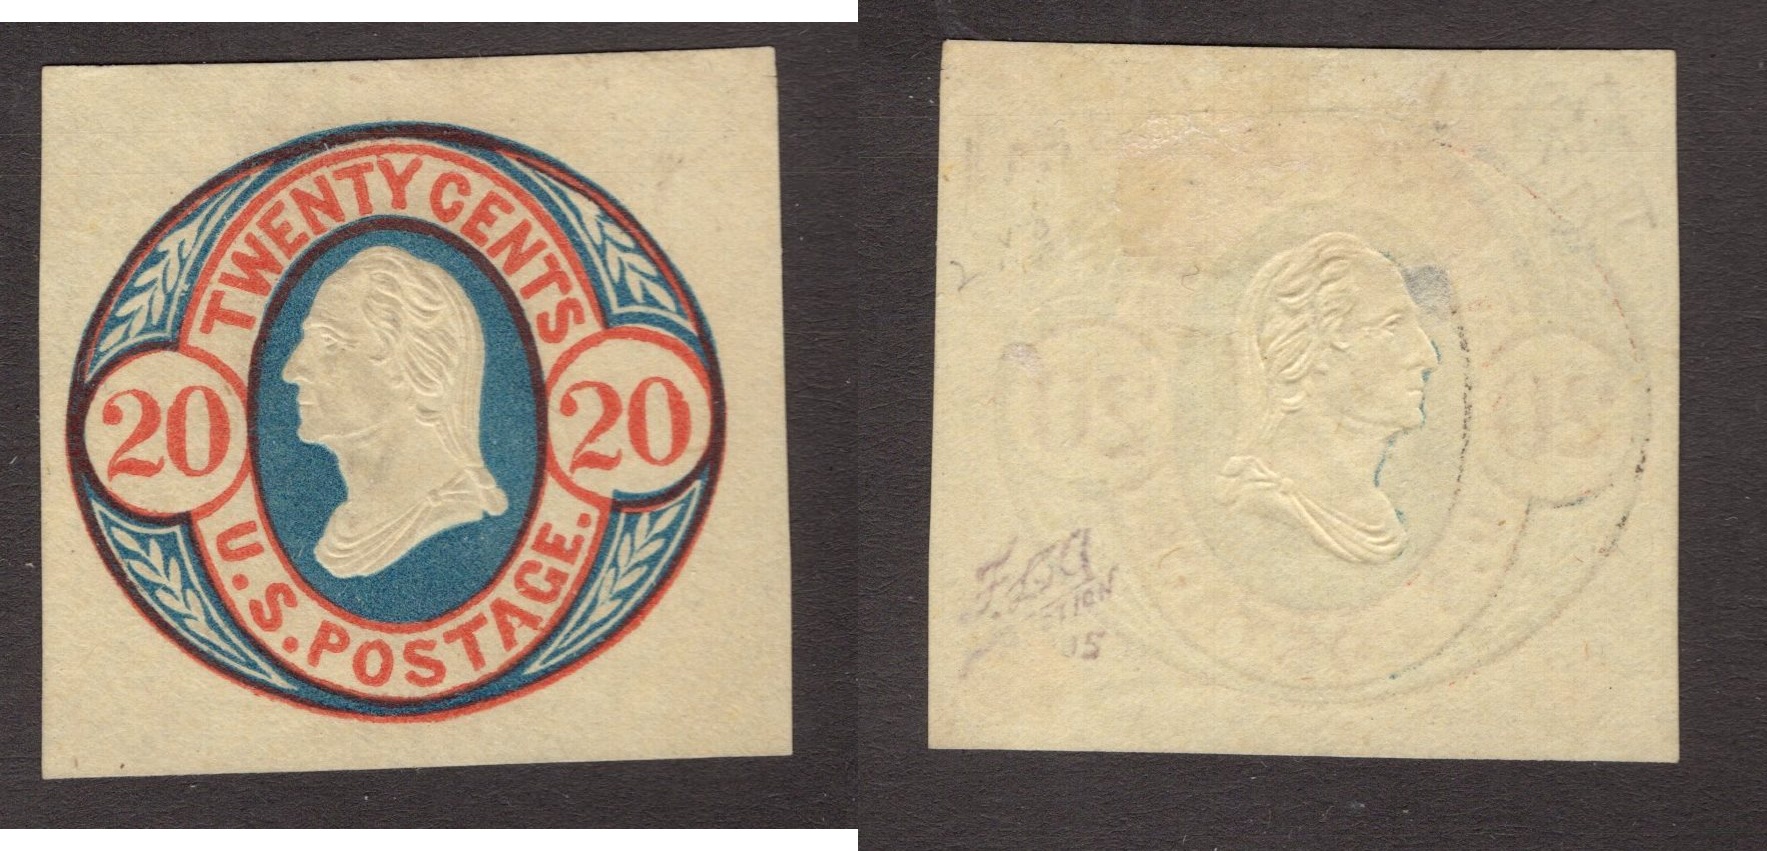 TWENTY CENTS
20 20
U.S. POSTAGE.